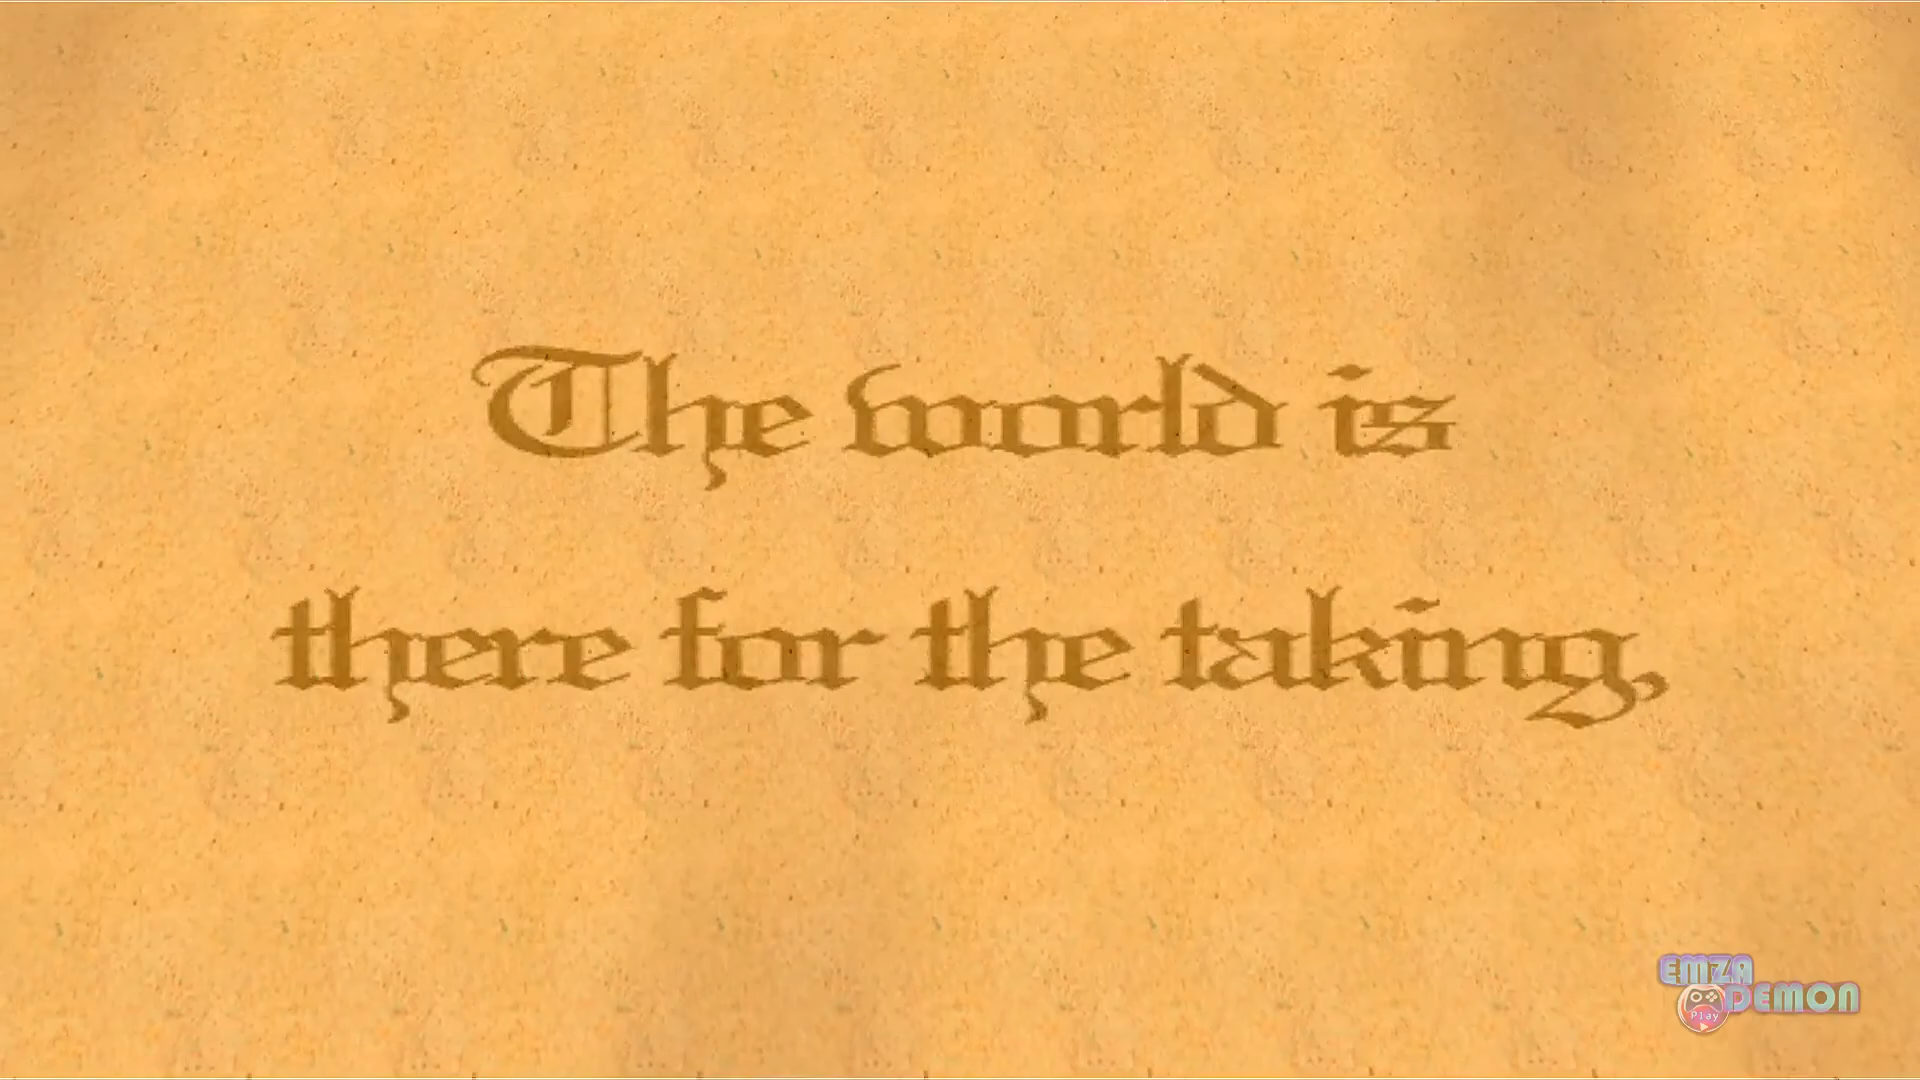 The world is
there for the taking,
EMZA
DEMON
Play